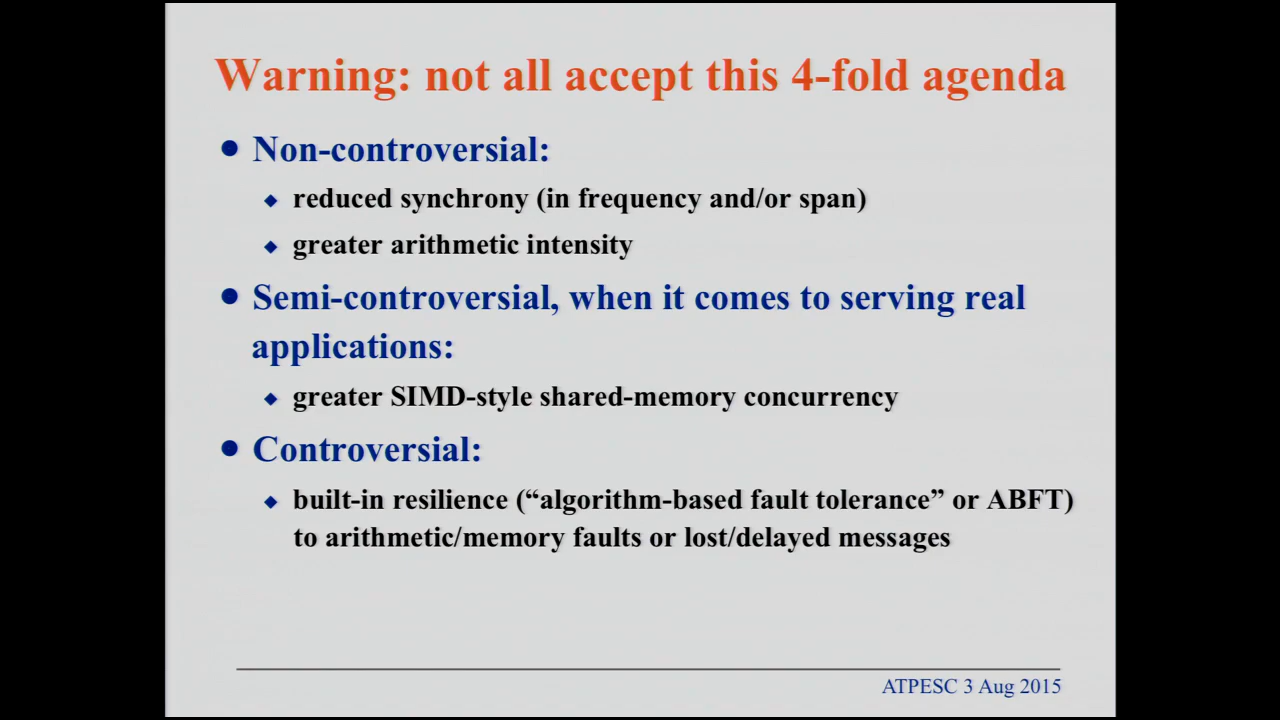 Warning: not all accept this 4-fold agenda
• Non-controversial:
◆ reduced synchrony (in frequency and/or span)
◆ greater arithmetic intensity
• Semi-controversial, when it comes to serving real
applications:
◆ greater SIMD-style shared-memory concurrency
• Controversial:
◆ built-in resilience (“algorithm-based fault tolerance” or ABFT)
to arithmetic/memory faults or lost/delayed messages
ATPESC 3 Aug 2015